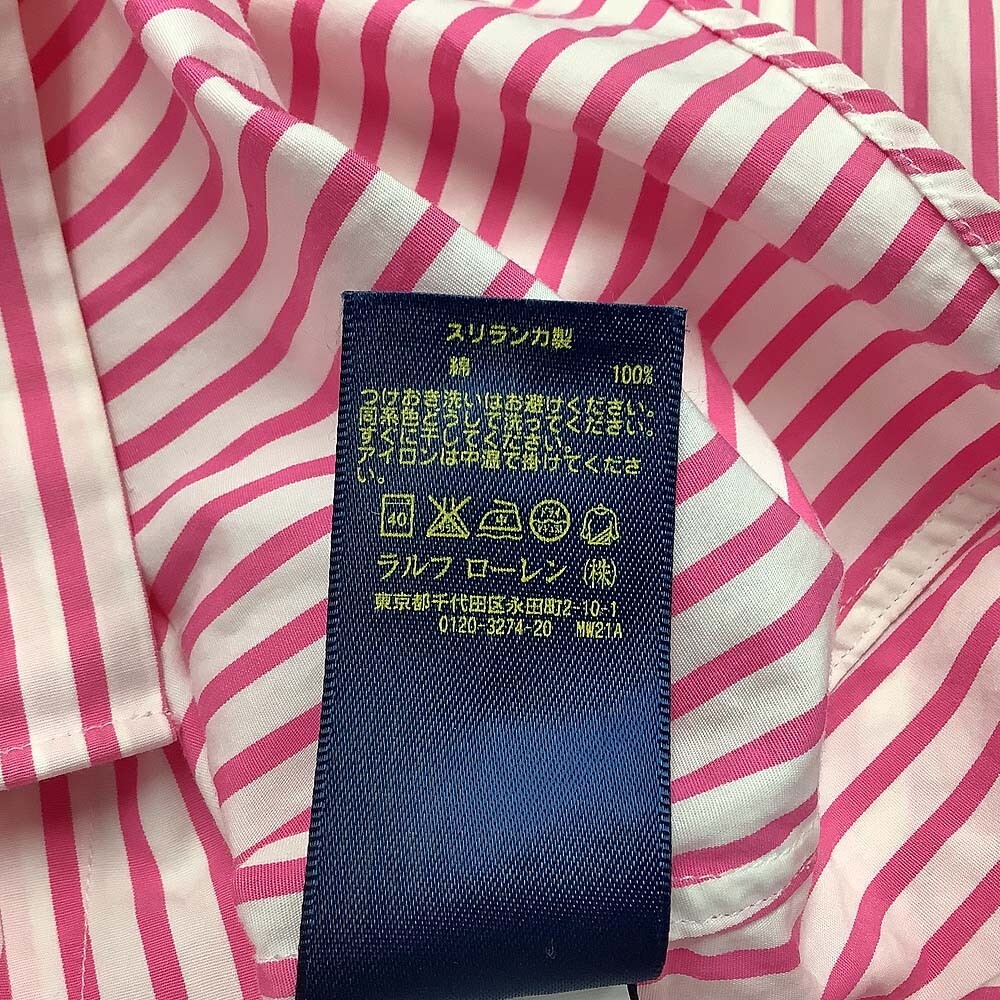 スリランカ製
綿 100%
つけおき洗いはお避けください。
同系色どうしで洗ってください。
すぐに干してください。
アイロンは中温で掛けてくださ
い。
40 中
ラルフ ローレン (株)
東京都千代田区永田町2-10-1
0120-3274-20 MW21A